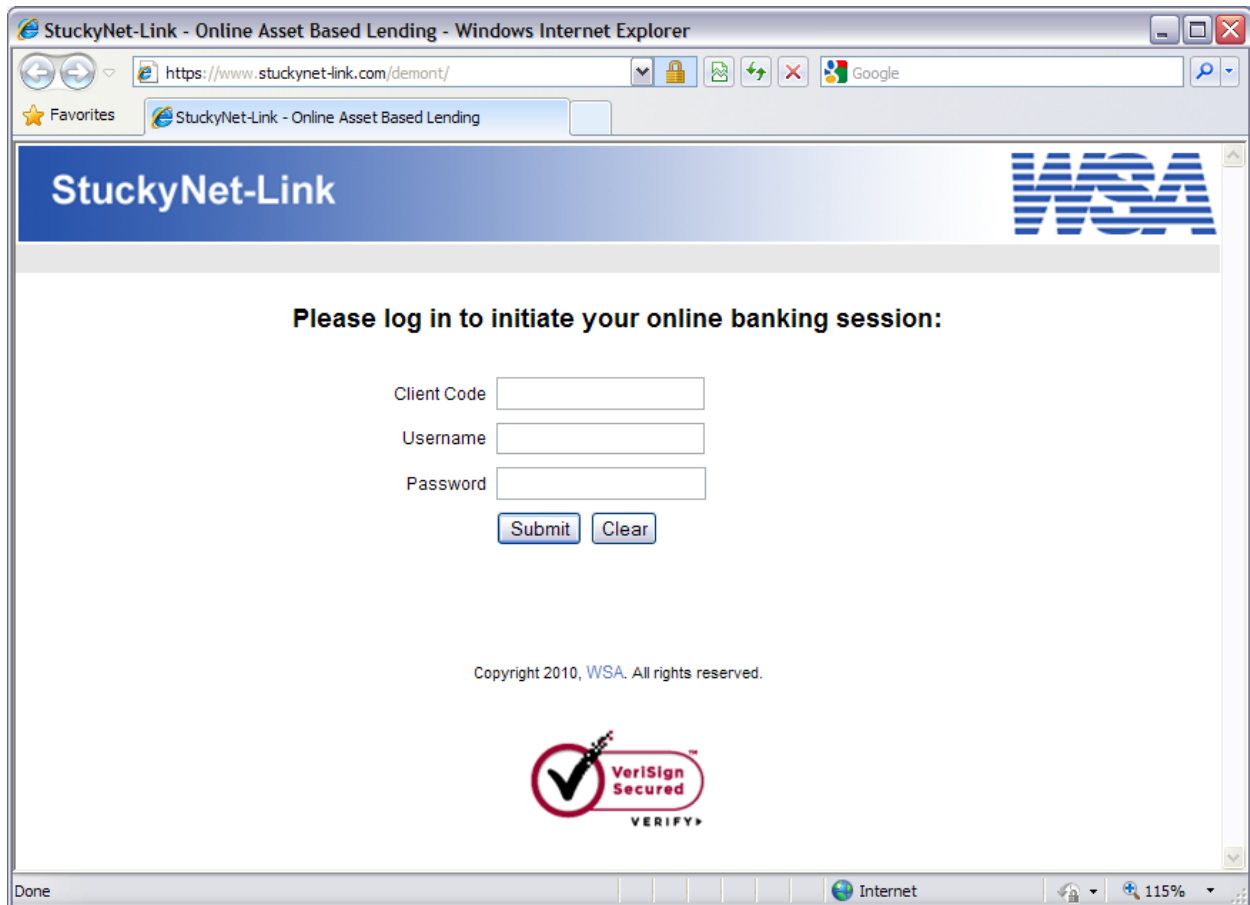 StuckyNet-Link - Online Asset Based Lending - Windows Internet Explorer
https://www.stuckynet-link.com/demont/
Google
Favorites
StuckyNet-Link - Online Asset Based Lending
StuckyNet-Link
WSA
Please log in to initiate your online banking session:
Client Code
Username
Password
Submit Clear
Copyright 2010, WSA. All rights reserved.
VeriSign
Secured
™
VERIFY
Done
Internet
115%